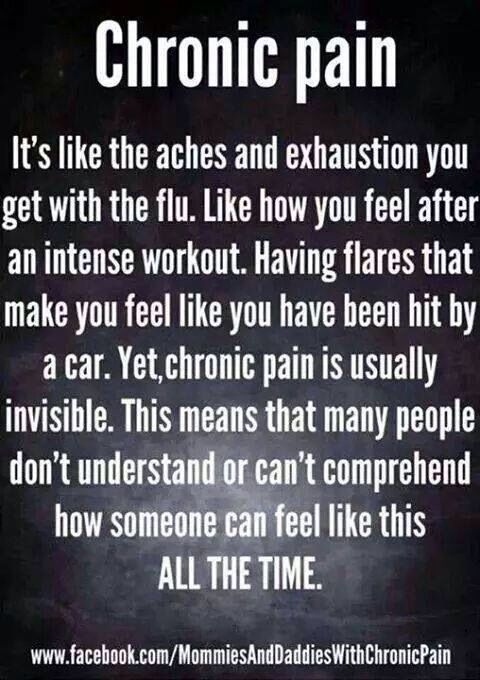 Chronic pain
It's like the aches and exhaustion you
get with the flu. Like how you feel after
an intense workout. Having flares that
make you feel like you have been hit by
a car. Yet,chronic pain is usually
invisible. This means that many people
don't understand or can't comprehend
how someone can feel like this
ALL THE TIME.
www.facebook.com/MommiesAndDaddiesWithChronicPain